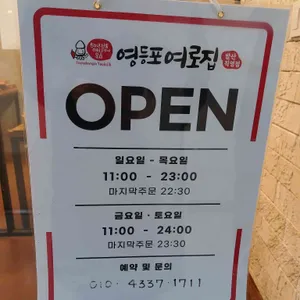 영등포여로집
OPEN
일요일 - 목요일
11:00 - 23:00
마지막주문 22:30
금요일 · 토요일
11:00 - 24:00
마지막주문 23:30
예약 및 문의
010 · 4337 · 1711